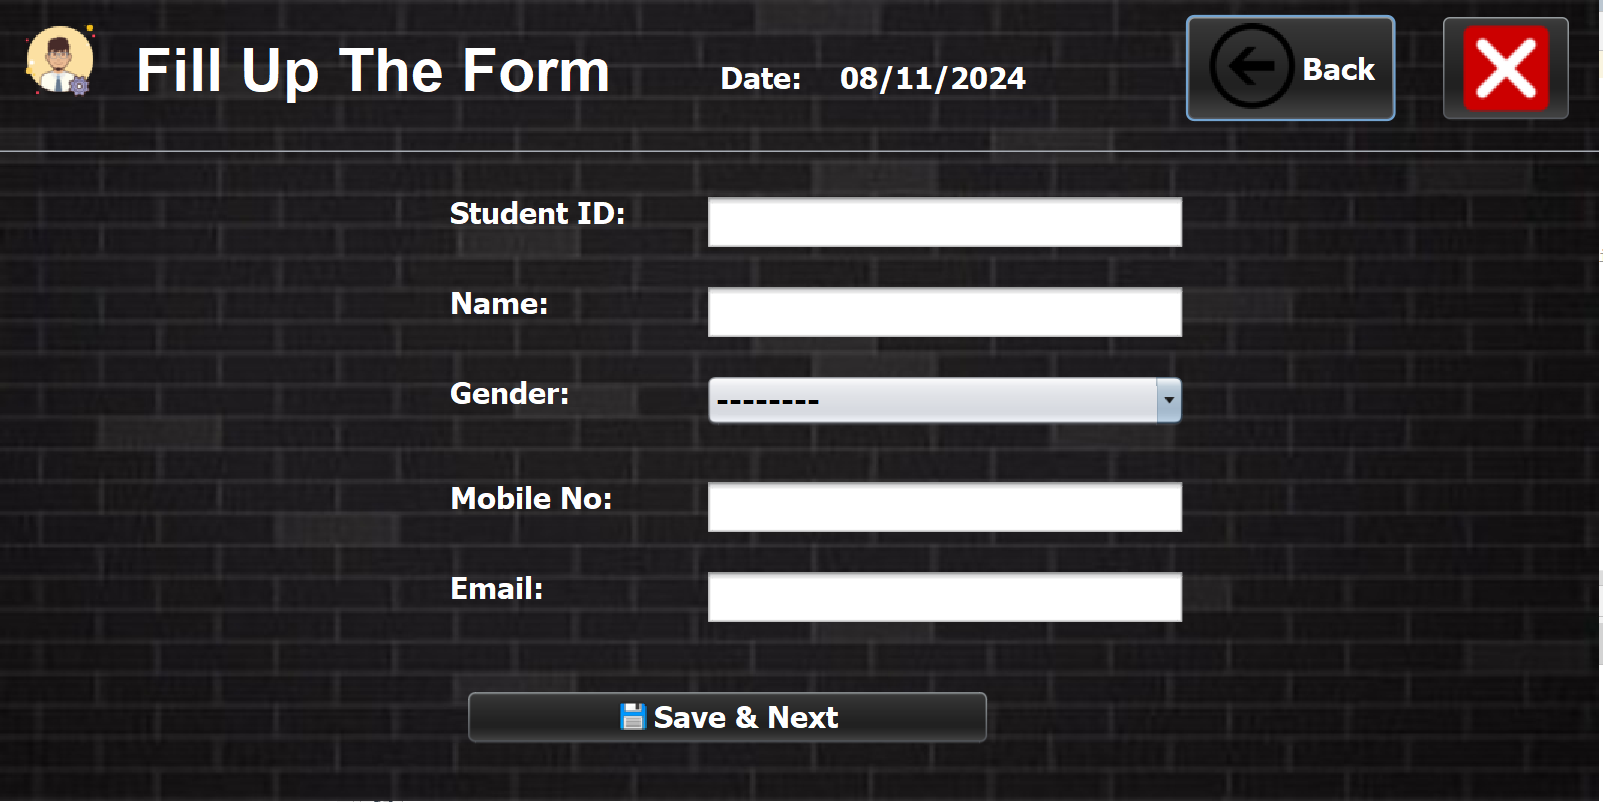 Fill Up The Form
Date: 08/11/2024
Back
Student ID:
Name:
Gender:
--------
Mobile No:
Email:
Save & Next